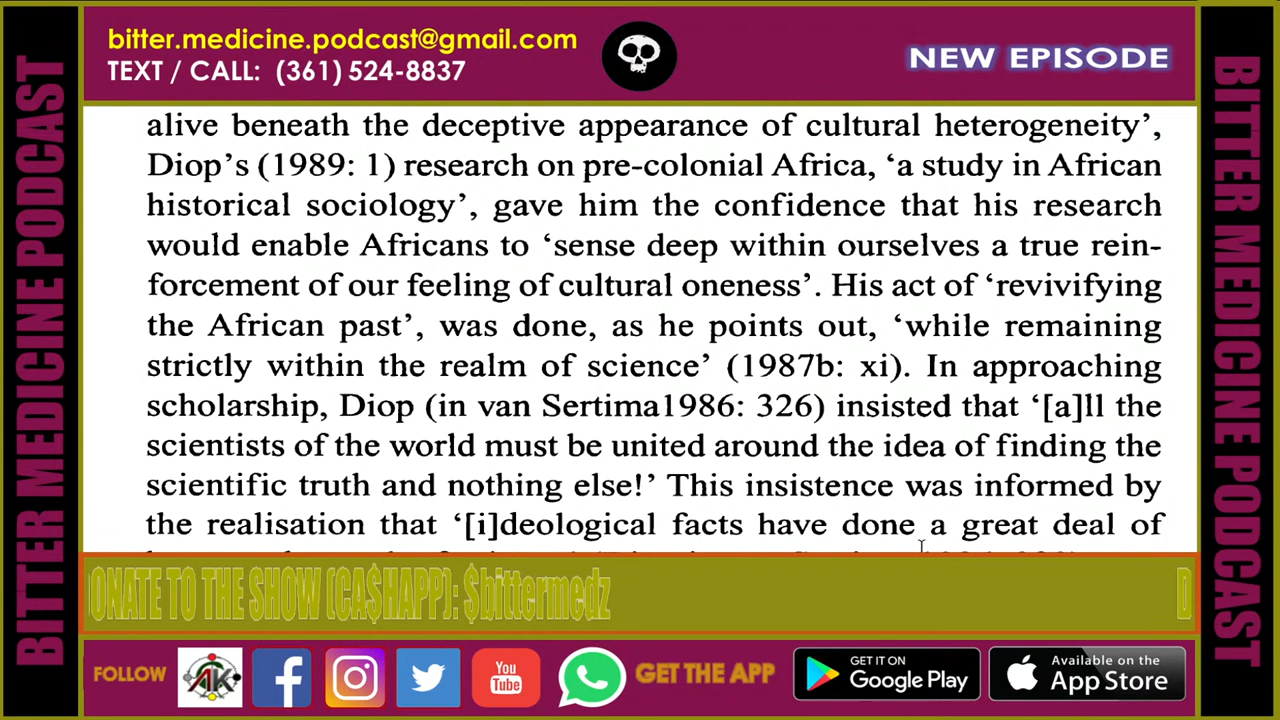 bitter.medicine.podcast@gmail.com
TEXT / CALL: (361) 524-8837
NEW EPISODE
BITTER MEDICINE PODCAST
alive beneath the deceptive appearance of cultural heterogeneity’,
Diop’s (1989: 1) research on pre-colonial Africa, ‘a study in African
historical sociology’, gave him the confidence that his research
would enable Africans to ‘sense deep within ourselves a true rein-
forcement of our feeling of cultural oneness’. His act of ‘revivifying
the African past’, was done, as he points out, ‘while remaining
strictly within the realm of science’ (1987b: xi). In approaching
scholarship, Diop (in van Sertima1986: 326) insisted that ‘[a]ll the
scientists of the world must be united around the idea of finding the
scientific truth and nothing else!’ This insistence was informed by
the realisation that ‘[i]deological facts have done a great deal of
BITTER MEDICINE PODCAST
ONATE TO THE SHOW (CA$HAPP): $bittermedz
D
FOLLOW
ATK
You
Tube
GET THE APP
GET IT ON
Google Play
Available on the
App Store